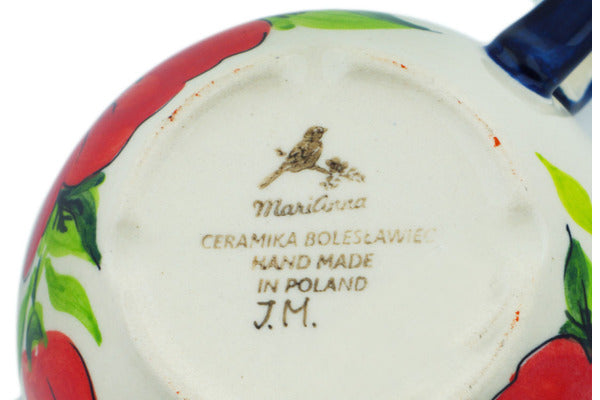 MariAnna
CERAMIKA BOLESŁAWIEC
HAND MADE
IN POLAND
J.M.